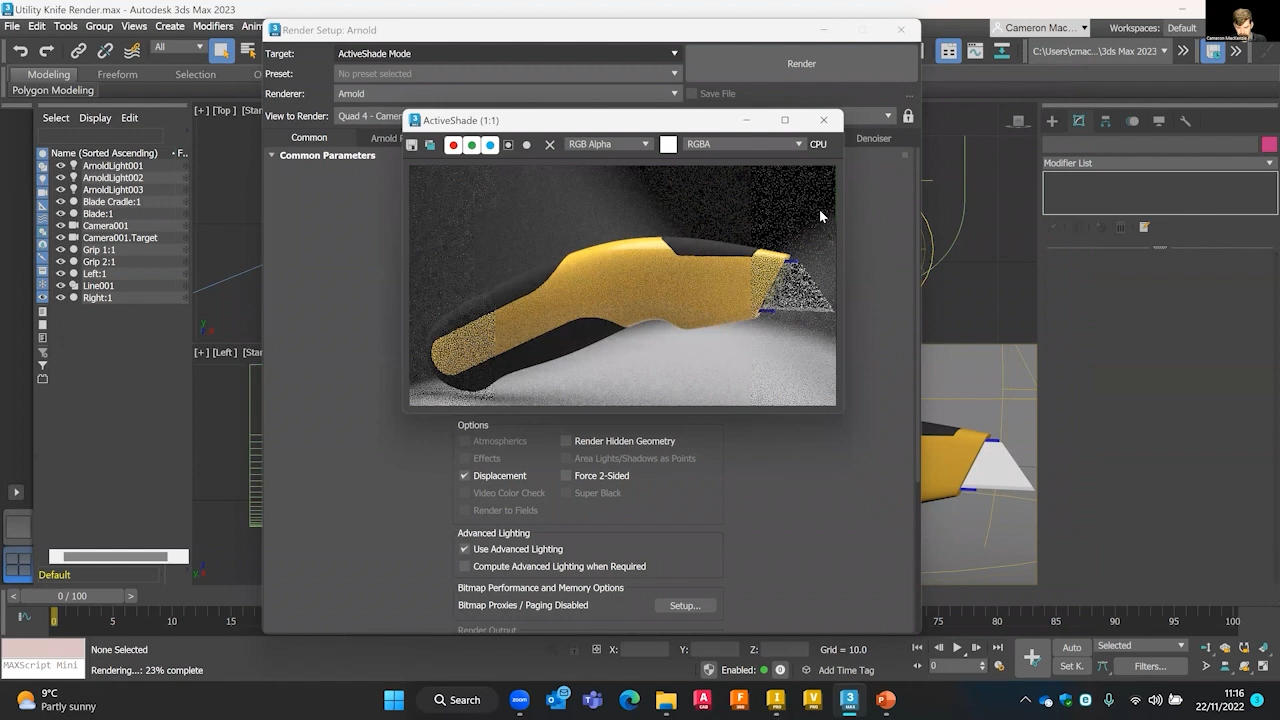 Utility Knife Render.max - Autodesk 3ds Max 2023
File Edit Tools Group Views Create Modifiers
Cameron MacKenzie
Render Setup: Arnold
Cameron Mac... Workspaces: Default
All
C:\Users\cmac... \3ds Max 2023
Target: ActiveShade Mode
Render
Preset: No preset selected
Renderer: Arnold
Save File ...
View to Render: Quad 4 - Camer
Modeling Freeform Selection
Polygon Modeling
Common Arnold Denoiser
Common Parameters
ActiveShade (1:1)
RGB Alpha RGBA CPU
Select Display Edit
Name (Sorted Ascending) F...
ArnoldLight001
ArnoldLight002
ArnoldLight003
Blade Cradle:1
Blade:1
Camera001
Camera001.Target
Grip 1:1
Grip 2:1
Left:1
Line001
Right:1
Default
[+] [Top] [Stan
[+] [Left] [Stan
Modifier List
Options
Atmospherics Render Hidden Geometry
Effects Area Lights/Shadows as Points
Displacement Force 2-Sided
Video Color Check Super Black
Render to Fields
Advanced Lighting
Use Advanced Lighting
Compute Advanced Lighting when Required
Bitmap Performance and Memory Options
Bitmap Proxies / Paging Disabled Setup...
Render Output
< 0 / 100 >
0 5 10 15 75 80 85 90 95 100
None Selected
MAXScript Mini
Rendering... 23% complete
X: Y: Z: Grid = 10.0
Enabled: Add Time Tag
0
Auto Selected
Set K. Filters...
9°C
Partly sunny
Search
11:16
22/11/2022
3